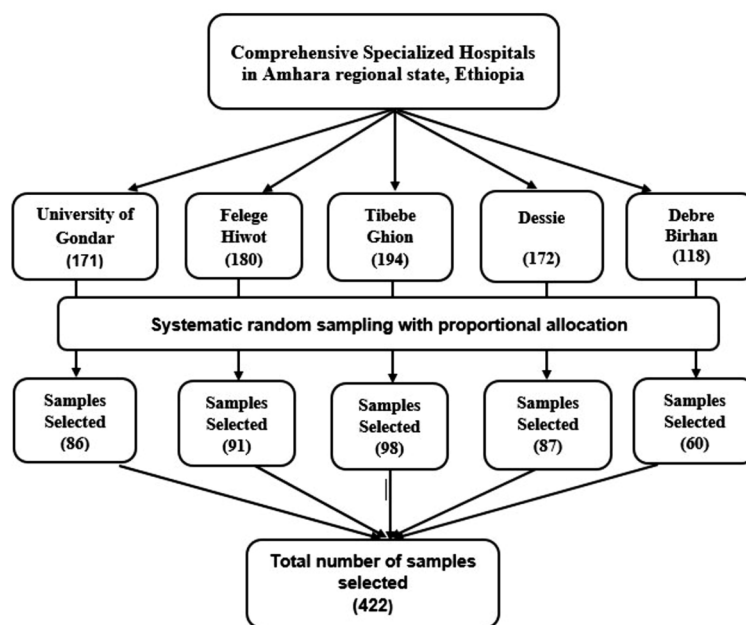 Comprehensive Specialized Hospitals
in Amhara regional state, Ethiopia
University of
Gondar
(171)
Felege
Hiwot
(180)
Tibebe
Ghion
(194)
Dessie
(172)
Debre
Birhan
(118)
Systematic random sampling with proportional allocation
Samples
Selected
(86)
Samples
Selected
(91)
Samples
Selected
(98)
Samples
Selected
(87)
Samples
Selected
(60)
Total number of samples
selected
(422)